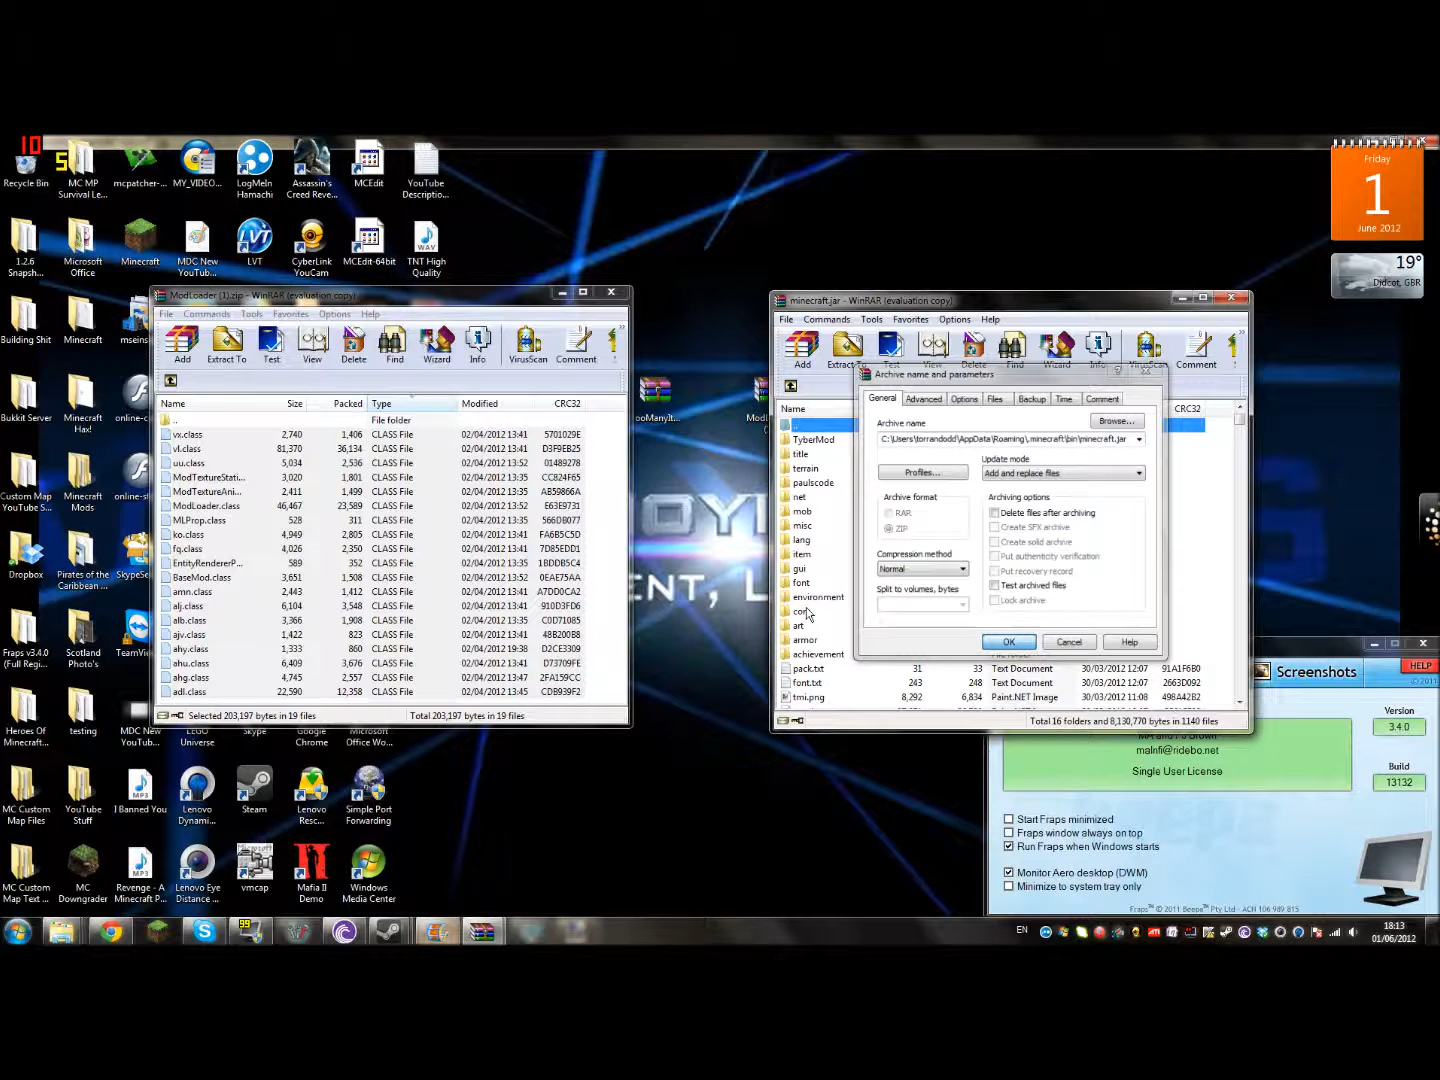 10
5
Recycle Bin
MC MP Survival Le...
mcpatcher-...
MY_VIDEO...
LogMeIn Hamachi
Assassin's Creed Reve...
MCEdit
YouTube Descriptio...
1.2.6 Snapsh...
Microsoft Office
Minecraft
MDC New YouTub...
LVT
LVT
CyberLink YouCam
MCEdit-64bit
TNT High Quality
WAV
Building Shit
Minecraft
mseins...
Bukkit Server
Minecraft Hax!
online-c...
Custom Map YouTube S...
Minecraft Mods
online-s...
Dropbox
Pirates of the Caribbean ...
SkypeSe...
Fraps v3.4.0 (Full Regi...
Scotland Photo's
TeamView...
Heroes Of Minecraft...
testing
MDC New YouTub...
LEGO Universe
Skype
Google Chrome
Microsoft Office Wo...
MC Custom Map Files
YouTube Stuff
I Banned You
MP3
Lenovo Dynami...
Steam
Lenovo Resc...
Simple Port Forwarding
MC Custom Map Text ...
MC Downgrader
Revenge - A Minecraft P...
MP3
Lenovo Eye Distance ...
vmcap
Mafia II Demo
Windows Media Center
ModLoader (1).zip - WinRAR (evaluation copy)
File Commands Tools Favorites Options Help
Add Extract To Test View Delete Find Wizard Info VirusScan Comment
Name Size Packed Type Modified CRC32
.. File folder
vx.class 2,740 1,406 CLASS File 02/04/2012 13:41 5701029E
vl.class 81,370 36,134 CLASS File 02/04/2012 13:41 D3F9EB25
uu.class 5,034 2,536 CLASS File 02/04/2012 13:35 01489278
ModTextureStati... 3,020 1,801 CLASS File 02/04/2012 13:35 CC824F65
ModTextureAni... 2,411 1,499 CLASS File 02/04/2012 13:35 AB59866A
ModLoader.class 46,467 23,589 CLASS File 02/04/2012 13:35 E63E9731
MLProp.class 528 311 CLASS File 02/04/2012 13:35 566DB077
ko.class 4,949 2,805 CLASS File 02/04/2012 13:41 FA6B5C5D
fq.class 4,026 2,350 CLASS File 02/04/2012 13:41 7D85EDD1
EntityRendererP... 589 352 CLASS File 02/04/2012 13:35 1BDDB5C4
BaseMod.class 3,651 1,508 CLASS File 02/04/2012 13:52 0EAE75AA
amn.class 2,443 1,412 CLASS File 02/04/2012 13:41 A7DD0CA2
alj.class 6,104 3,548 CLASS File 02/04/2012 13:41 910D3FD6
alb.class 3,366 1,908 CLASS File 02/04/2012 13:41 C0D71085
ajv.class 1,422 823 CLASS File 02/04/2012 13:41 48B200B8
ahy.class 1,333 860 CLASS File 02/04/2012 19:38 D2CE3309
ahu.class 6,409 3,676 CLASS File 02/04/2012 13:41 D73709FE
ahg.class 4,745 2,557 CLASS File 02/04/2012 13:47 2FA159CC
adl.class 22,590 12,358 CLASS File 02/04/2012 13:45 CDB939F2
Selected 203,197 bytes in 19 files Total 203,197 bytes in 19 files
ooManyIt...
minecraft.jar - WinRAR (evaluation copy)
File Commands Tools Favorites Options Help
Add Extract To Test View Delete Find Wizard Info VirusScan Comment
Name CRC32
..
TyberMod
title
terrain
paulscode
net
mob
misc
lang
item
gui
font
environment
art
armor
achievement
pack.txt 31 33 Text Document 30/03/2012 12:07 91A1F6B0
font.txt 243 248 Text Document 30/03/2012 12:07 2663D092
tmi.png 8,292 6,834 Paint.NET Image 30/03/2012 11:08 498A42B2
Total 16 folders and 8,130,770 bytes in 1140 files
Archive name and parameters
General Advanced Options Files Backup Time Comment
Archive name
Browse...
C:\Users\torrandodd\AppData\Roaming\.minecraft\bin\minecraft.jar
Profiles...
Update mode
Add and replace files
Archive format
RAR
ZIP
Compression method
Normal
Split to volumes, bytes
Archiving options
Delete files after archiving
Create SFX archive
Create solid archive
Put authenticity verification
Put recovery record
Test archived files
Lock archive
OK Cancel Help
Friday
1
June 2012
19°
Didcot, GBR
Screenshots
HELP
Version
3.4.0
Build
13132
malnfi@ridebo.net
Single User License
Start Fraps minimized
Fraps window always on top
Run Fraps when Windows starts
Monitor Aero desktop (DWM)
Minimize to system tray only
Fraps™ © 2011 Beepa™ Pty Ltd - ACN 106 989 815
99
EN
18:13
01/06/2012